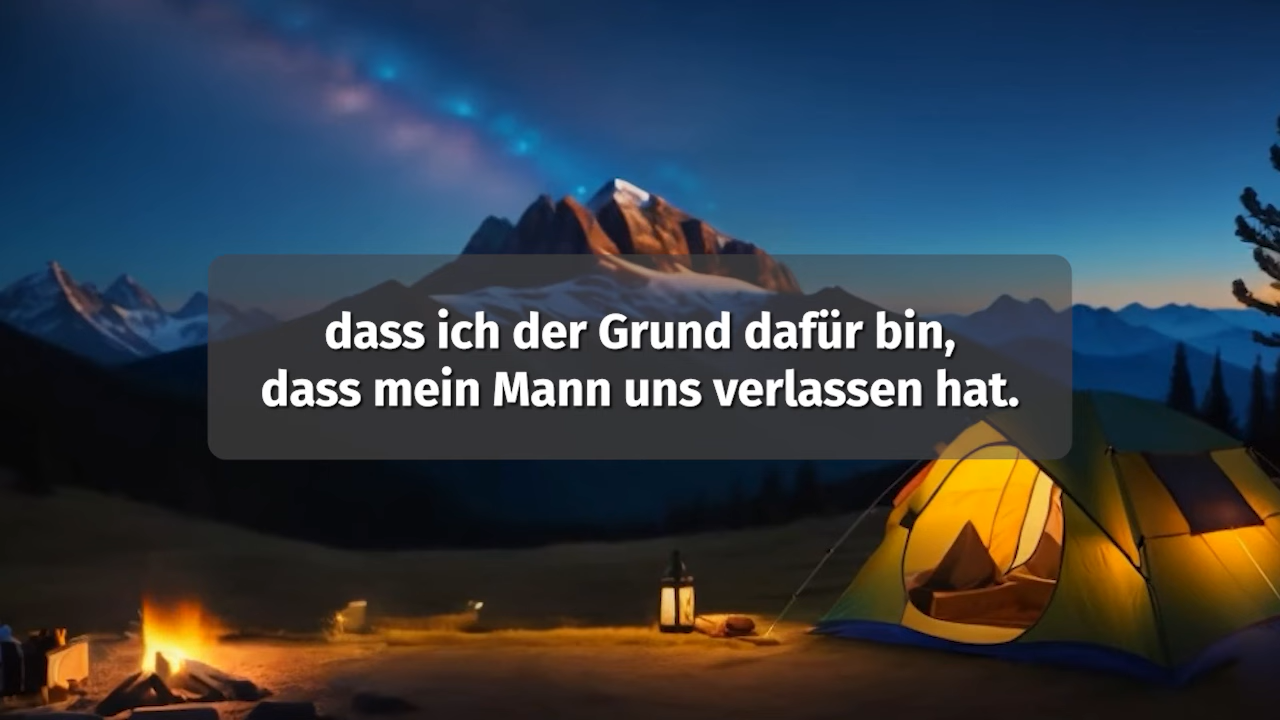 dass ich der Grund dafür bin,
dass mein Mann uns verlassen hat.